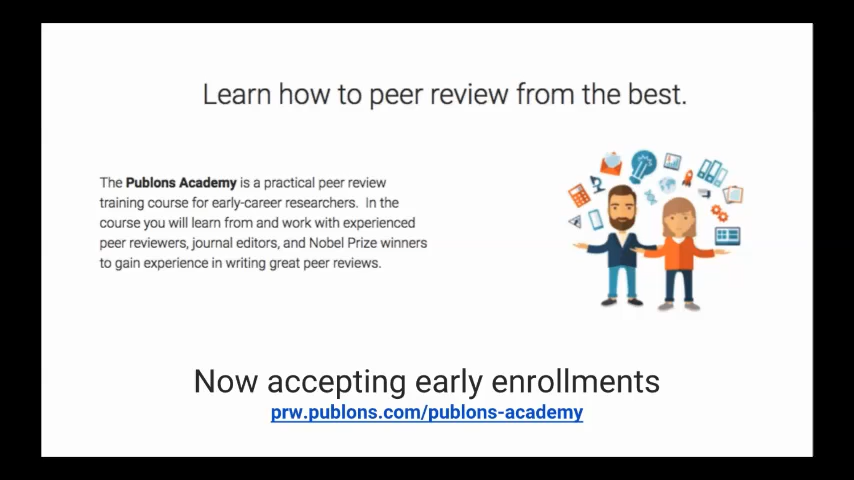 Learn how to peer review from the best.
The Publons Academy is a practical peer review
training course for early-career researchers. In the
course you will learn from and work with experienced
peer reviewers, journal editors, and Nobel Prize winners
to gain experience in writing great peer reviews.
Now accepting early enrollments
prw.publons.com/publons-academy